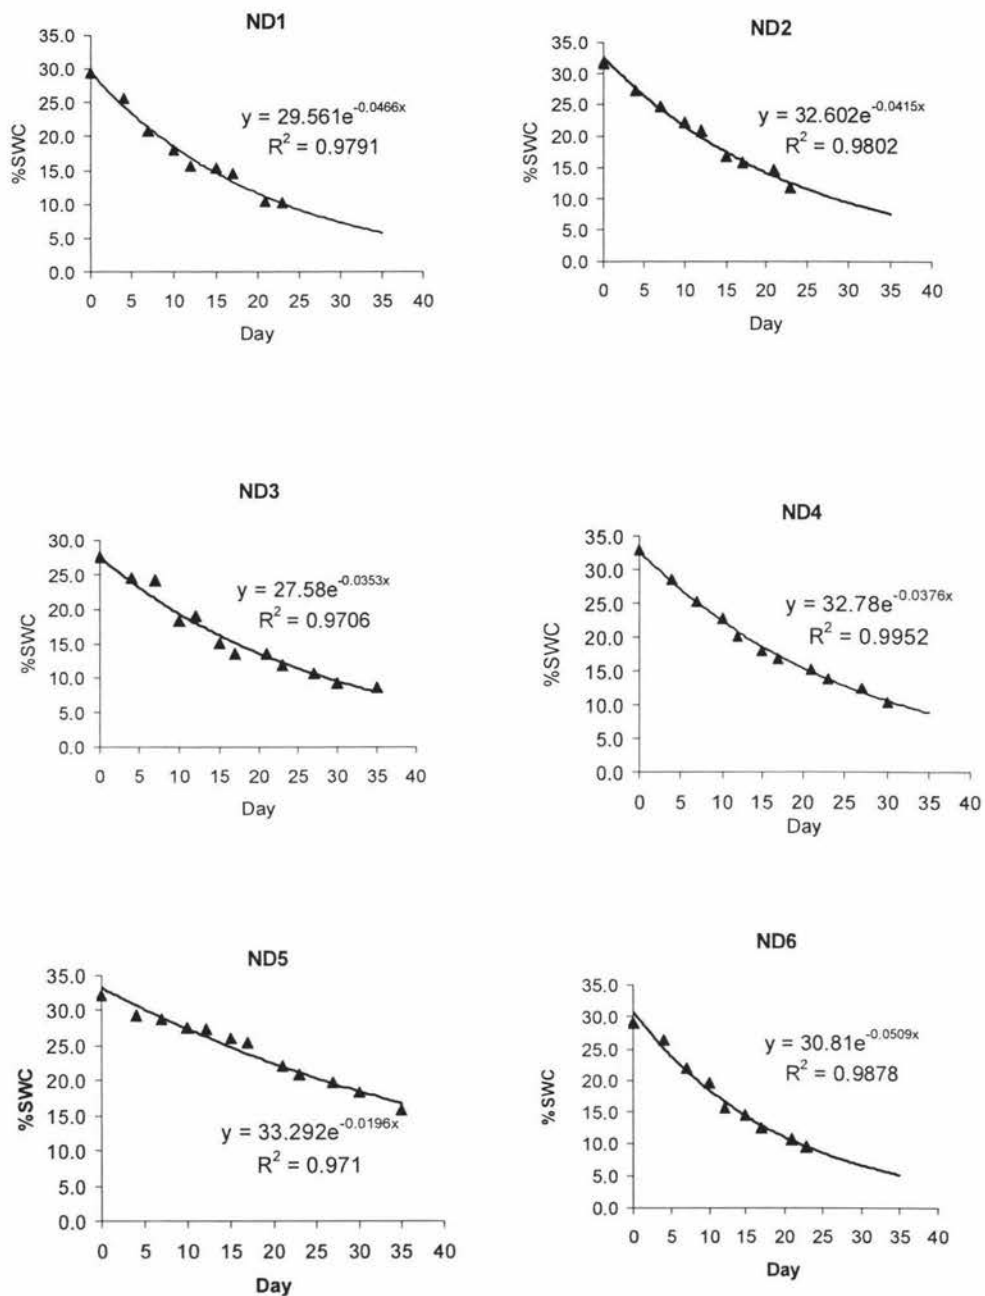 ND1
35.0
30.0
25.0
20.0
15.0
10.0
5.0
0.0
%SWC
y = 29.561e^-0.0466x
R² = 0.9791
0 5 10 15 20 25 30 35 40
Day
ND2
35.0
30.0
25.0
20.0
15.0
10.0
5.0
0.0
%SWC
y = 32.602e^-0.0415x
R² = 0.9802
0 5 10 15 20 25 30 35 40
Day
ND3
30.0
25.0
20.0
15.0
10.0
5.0
0.0
%SWC
y = 27.58e^-0.0353x
R² = 0.9706
0 5 10 15 20 25 30 35 40
Day
ND4
35.0
30.0
25.0
20.0
15.0
10.0
5.0
0.0
%SWC
y = 32.78e^-0.0376x
R² = 0.9952
0 5 10 15 20 25 30 35 40
Day
ND5
35.0
30.0
25.0
20.0
15.0
10.0
5.0
0.0
%SWC
y = 33.292e^-0.0196x
R² = 0.971
0 5 10 15 20 25 30 35 40
Day
ND6
35.0
30.0
25.0
20.0
15.0
10.0
5.0
0.0
%SWC
y = 30.81e^-0.0509x
R² = 0.9878
0 5 10 15 20 25 30 35 40
Day